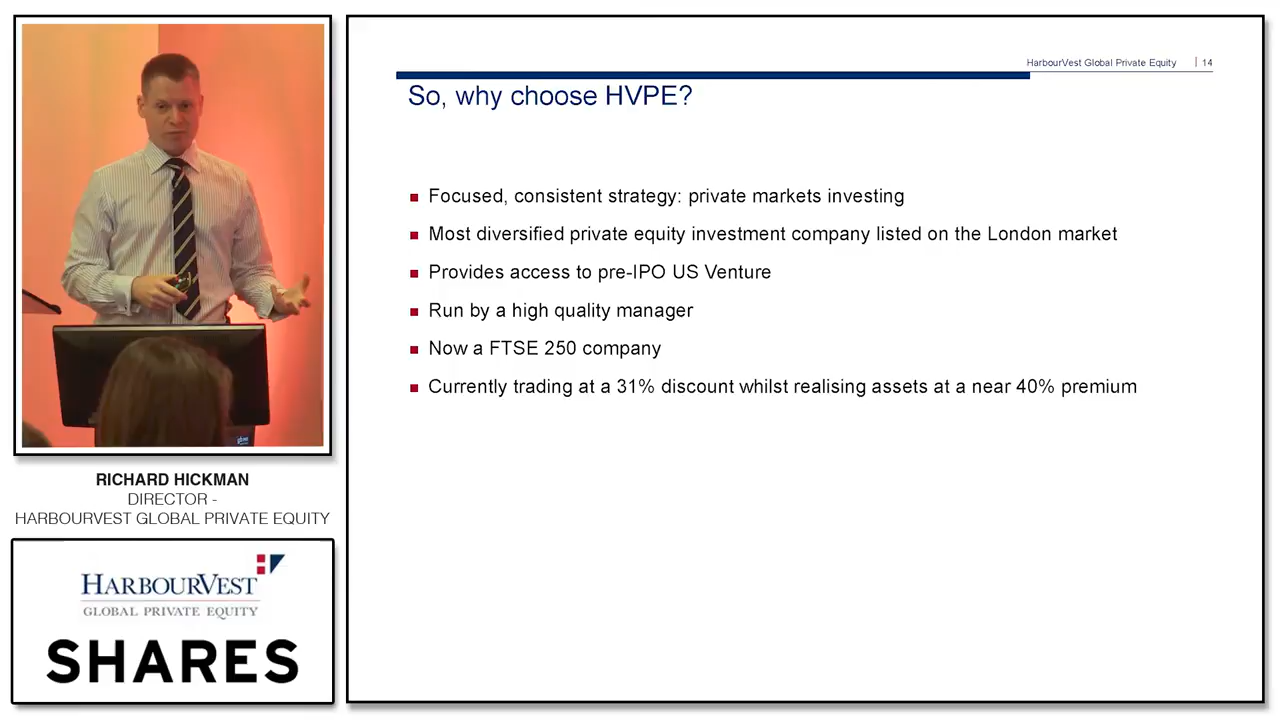 HarbourVest Global Private Equity | 14
So, why choose HVPE?
Focused, consistent strategy: private markets investing
Most diversified private equity investment company listed on the London market
Provides access to pre-IPO US Venture
Run by a high quality manager
Now a FTSE 250 company
Currently trading at a 31% discount whilst realising assets at a near 40% premium
RICHARD HICKMAN
DIRECTOR -
HARBOURVEST GLOBAL PRIVATE EQUITY
HARBOURVEST
GLOBAL PRIVATE EQUITY
SHARES